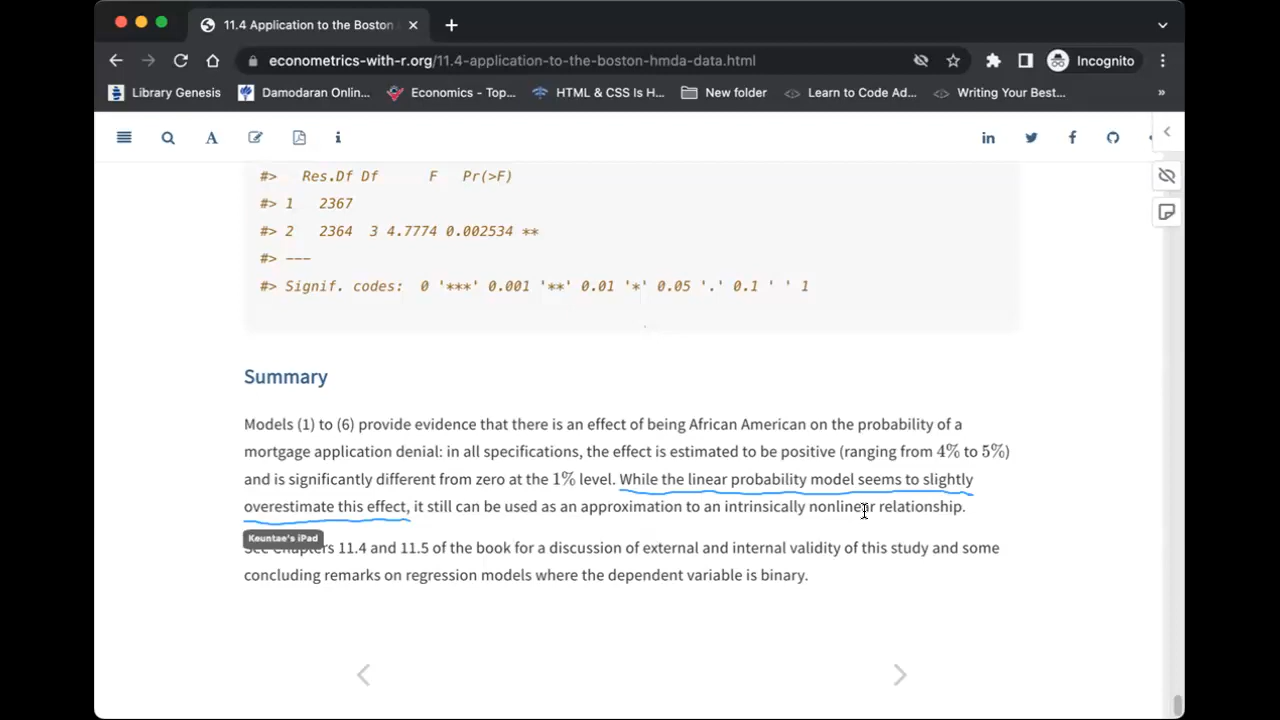 11.4 Application to the Boston
econometrics-with-r.org/11.4-application-to-the-boston-hmda-data.html
Incognito
Library Genesis
Damodaran Onlin...
Economics - Top...
HTML & CSS Is H...
New folder
Learn to Code Ad...
Writing Your Best...
»
#> Res.Df Df F Pr(>F)
#> 1 2367
#> 2 2364 3 4.7774 0.002534 **
#> ---
#> Signif. codes: 0 '***' 0.001 '**' 0.01 '*' 0.05 '.' 0.1 ' ' 1
Summary
Models (1) to (6) provide evidence that there is an effect of being African American on the probability of a
mortgage application denial: in all specifications, the effect is estimated to be positive (ranging from 4% to 5%)
and is significantly different from zero at the 1% level. While the linear probability model seems to slightly
overestimate this effect, it still can be used as an approximation to an intrinsically nonlinear relationship.
Keuntae's iPad
See Chapters 11.4 and 11.5 of the book for a discussion of external and internal validity of this study and some
concluding remarks on regression models where the dependent variable is binary.